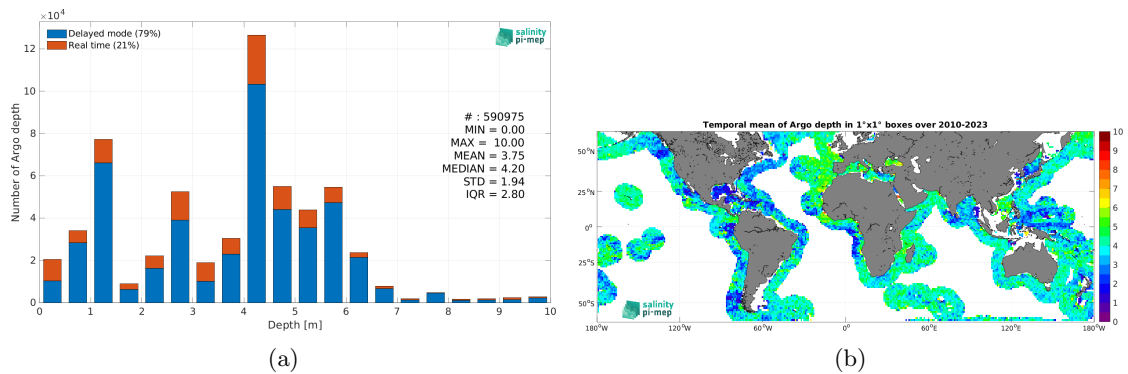 ×10⁴
Delayed mode (79%)
Real time (21%)
salinity
pi-mep
12
10
8
6
4
2
0
Number of Argo depth
# : 590975
MIN = 0.00
MAX = 10.00
MEAN = 3.75
MEDIAN = 4.20
STD = 1.94
IQR = 2.80
0 1 2 3 4 5 6 7 8 9 10
Depth [m]
(a)
Temporal mean of Argo depth in 1°x1° boxes over 2010-2023
50°N
25°N
0°
25°S
50°S
salinity
pi-mep
180°W 120°W 60°W 0° 60°E 120°E 180°W
10
9
8
7
6
5
4
3
2
1
0
(b)